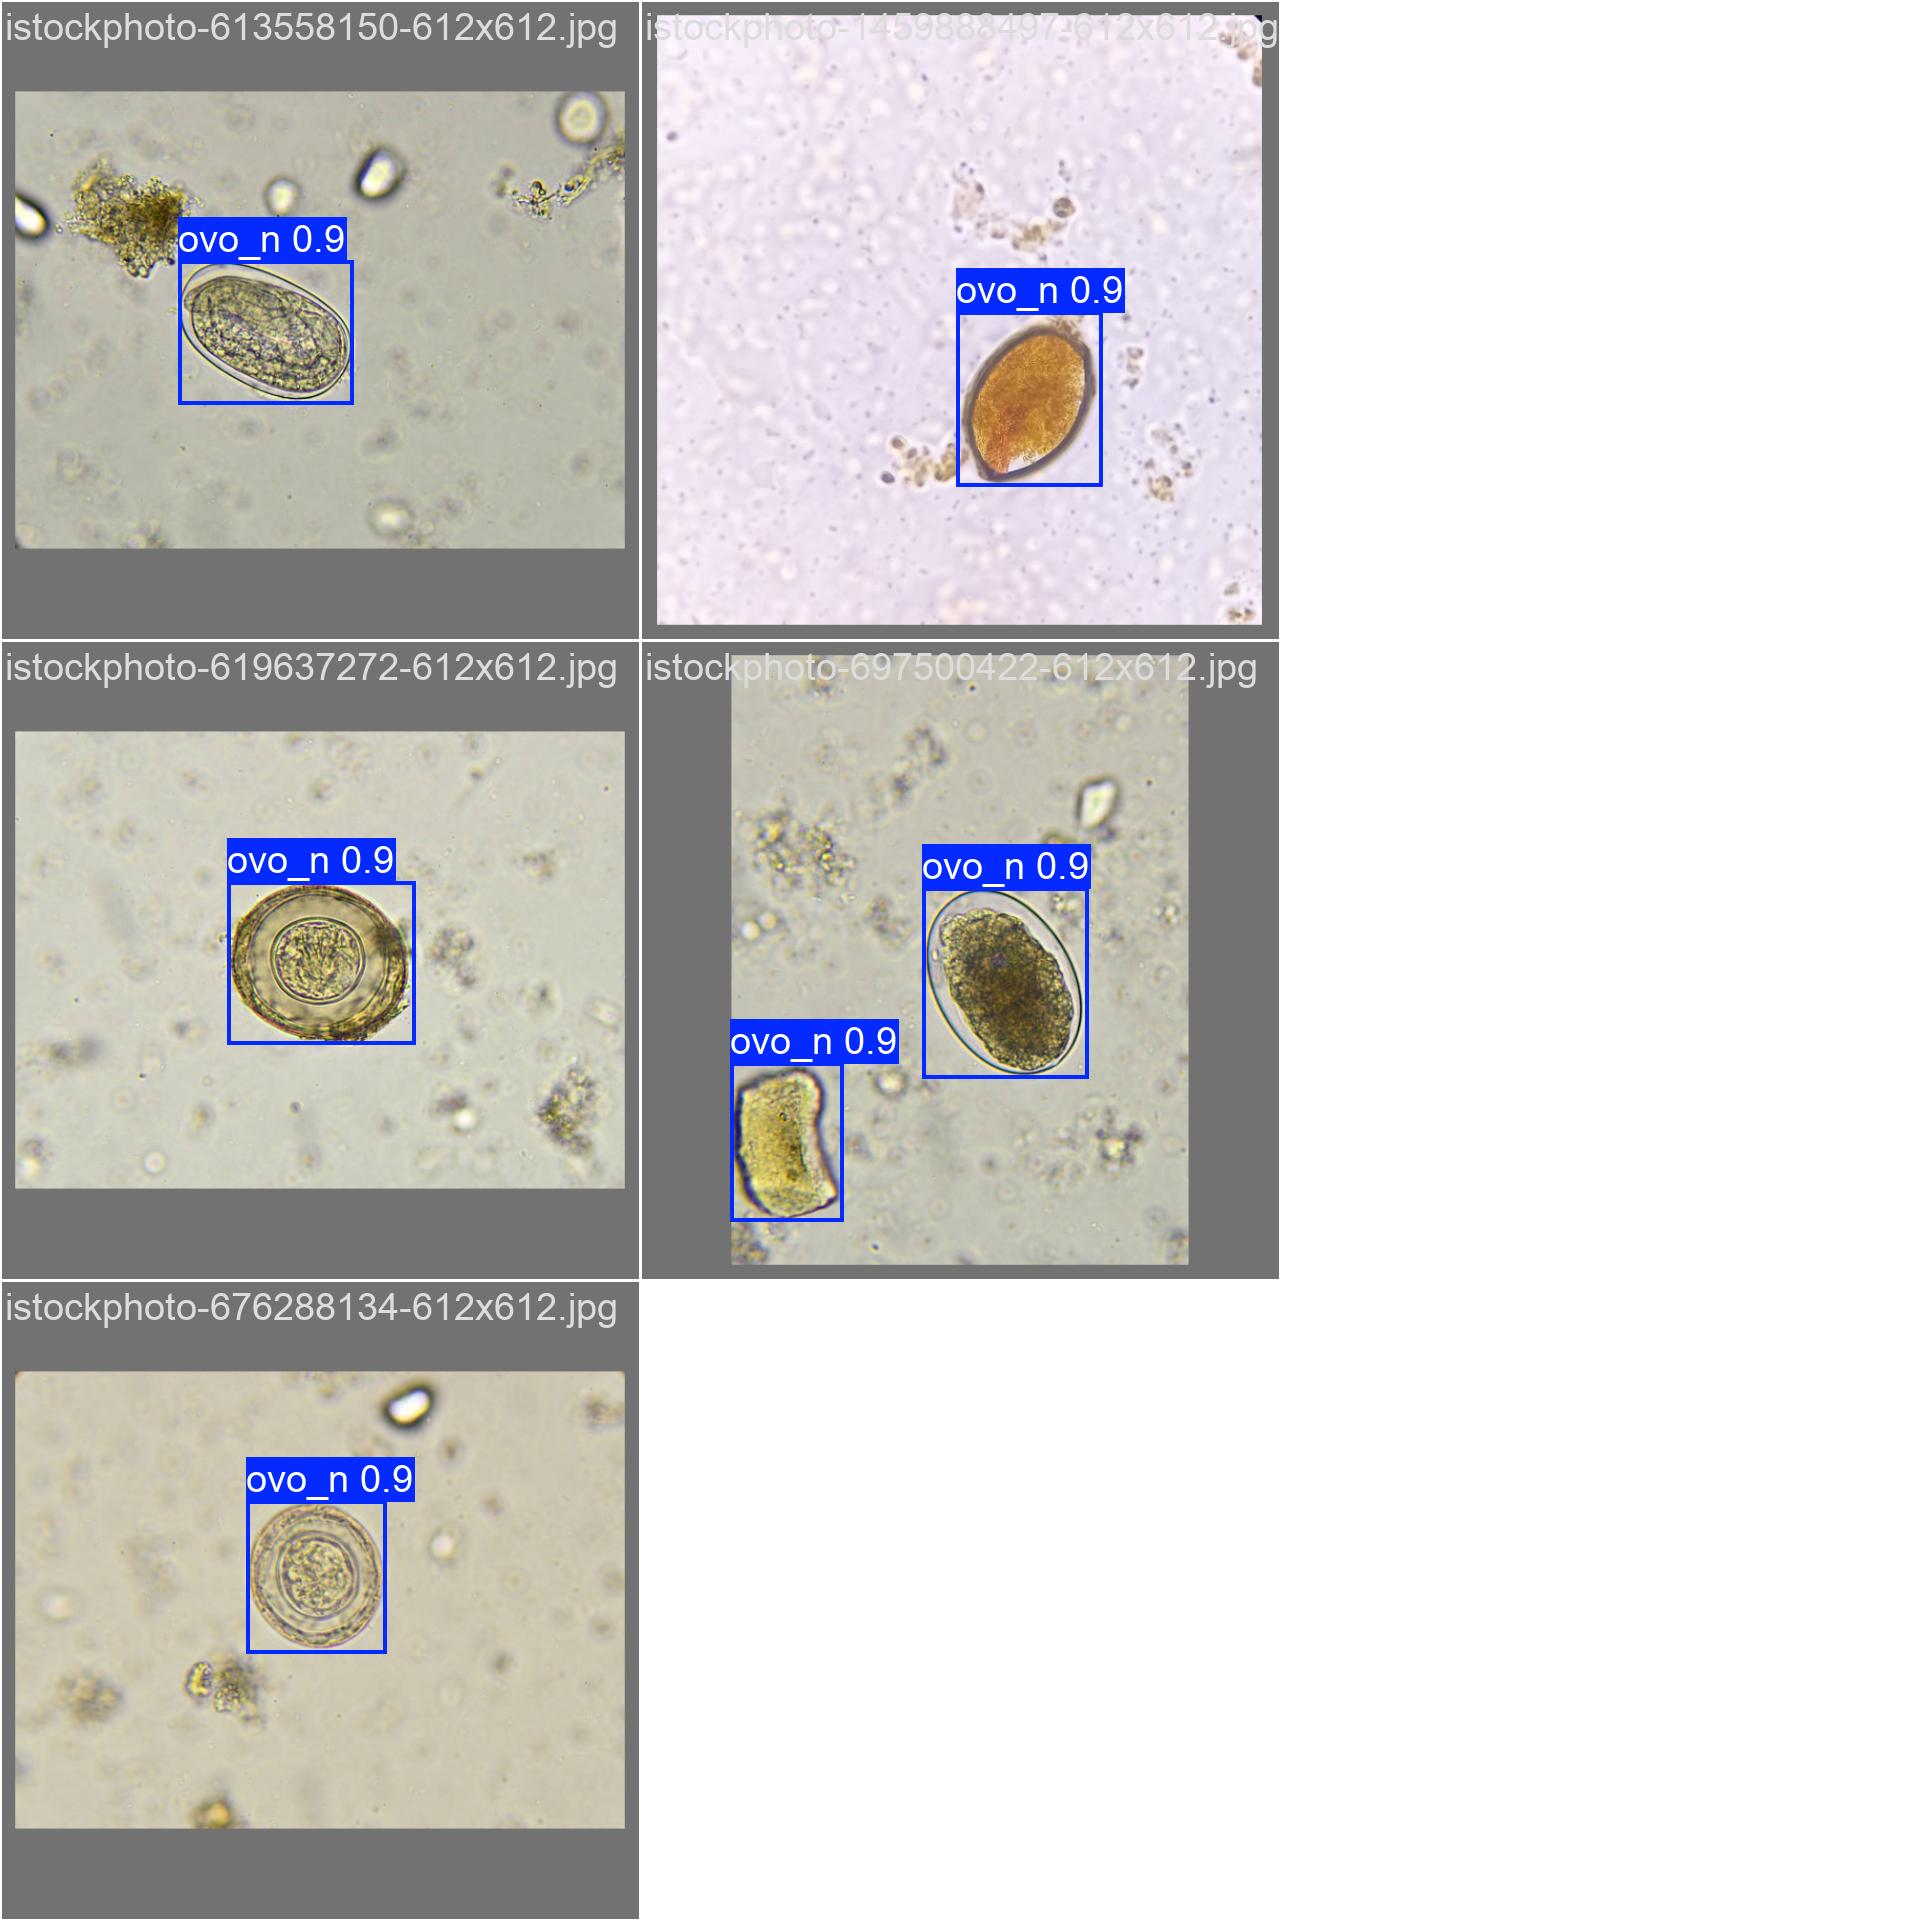 istockphoto-613558150-612x612.jpg
ovo_n 0.9
istockphoto-1459888497-612x612.jpg
ovo_n 0.9
istockphoto-619637272-612x612.jpg
ovo_n 0.9
istockphoto-697500422-612x612.jpg
ovo_n 0.9
ovo_n 0.9
istockphoto-676288134-612x612.jpg
ovo_n 0.9